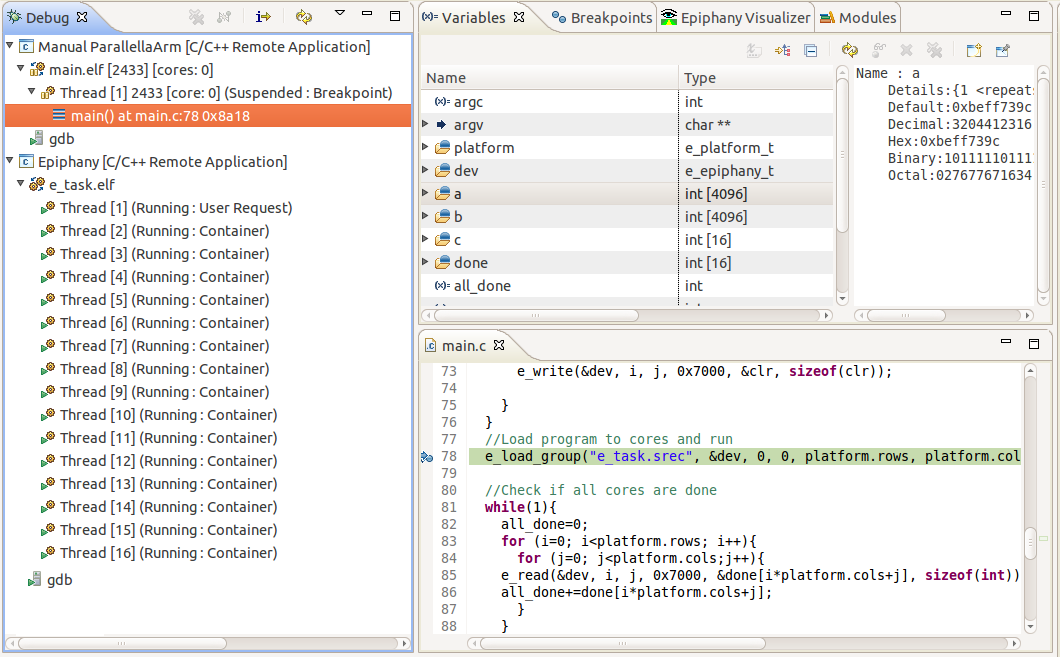 Debug
Manual ParallellaArm [C/C++ Remote Application]
main.elf [2433] [cores: 0]
Thread [1] 2433 [core: 0] (Suspended : Breakpoint)
main() at main.c:78 0x8a18
gdb
Epiphany [C/C++ Remote Application]
e_task.elf
Thread [1] (Running : User Request)
Thread [2] (Running : Container)
Thread [3] (Running : Container)
Thread [4] (Running : Container)
Thread [5] (Running : Container)
Thread [6] (Running : Container)
Thread [7] (Running : Container)
Thread [8] (Running : Container)
Thread [9] (Running : Container)
Thread [10] (Running : Container)
Thread [11] (Running : Container)
Thread [12] (Running : Container)
Thread [13] (Running : Container)
Thread [14] (Running : Container)
Thread [15] (Running : Container)
Thread [16] (Running : Container)
gdb
(x)= Variables Breakpoints Epiphany Visualizer Modules
Name Type
(x)= argc int
argv char **
platform e_platform_t
dev e_epiphany_t
a int [4096]
b int [4096]
c int [16]
done int [16]
(x)= all_done int
Name : a
Details:{1 <repeats
Default:0xbeff739c
Decimal:3204412316
Hex:0xbeff739c
Binary:10111110111
Octal:027677671634
main.c
73 e_write(&dev, i, j, 0x7000, &clr, sizeof(clr));
74
75 }
76 }
77 //Load program to cores and run
78 e_load_group("e_task.srec", &dev, 0, 0, platform.rows, platform.col
79
80 //Check if all cores are done
81 while(1){
82 all_done=0;
83 for (i=0; i<platform.rows; i++){
84 for (j=0; j<platform.cols;j++){
85 e_read(&dev, i, j, 0x7000, &done[i*platform.cols+j], sizeof(int))
86 all_done+=done[i*platform.cols+j];
87 }
88 }